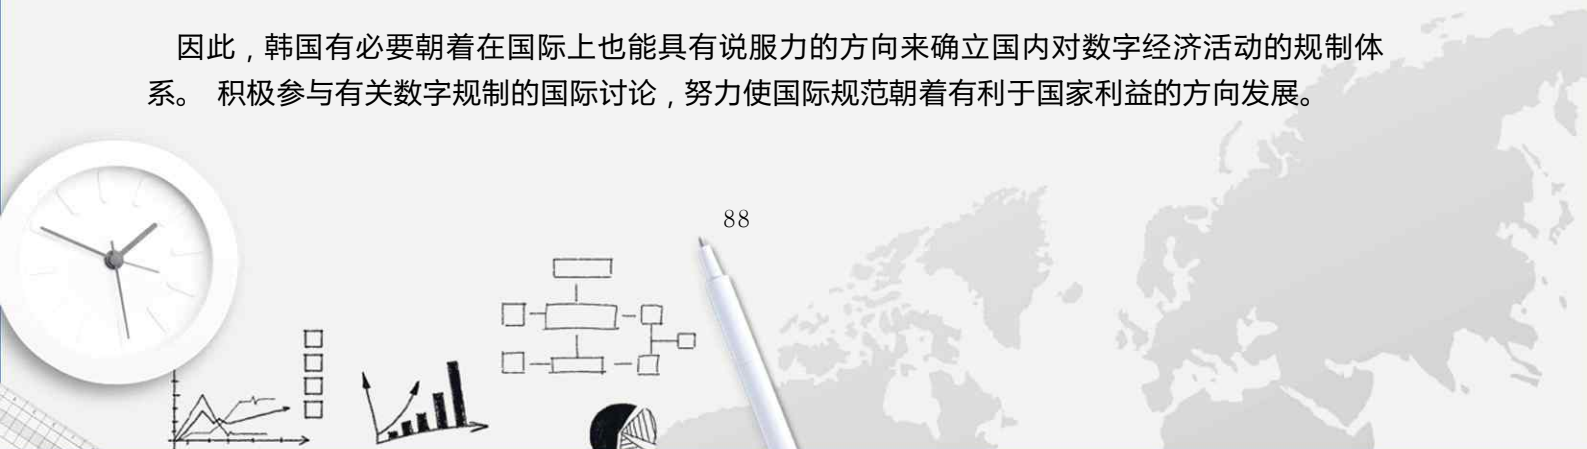 因此，韩国有必要朝着在国际上也能具有说服力的方向来确立国内对数字经济活动的规制体
系。 积极参与有关数字规制的国际讨论，努力使国际规范朝着有利于国家利益的方向发展。
88